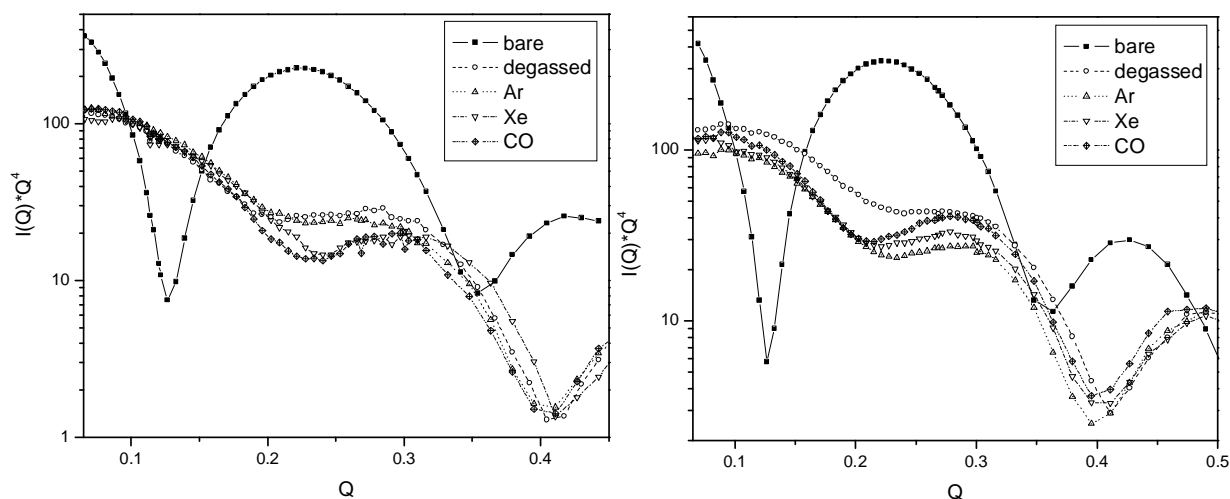 I(Q)*Q⁴
100
10
1
0.1
0.2
0.3
0.4
Q
bare
degassed
Ar
Xe
CO
I(Q)*Q⁴
100
10
0.1
0.2
0.3
0.4
0.5
Q
bare
degassed
Ar
Xe
CO